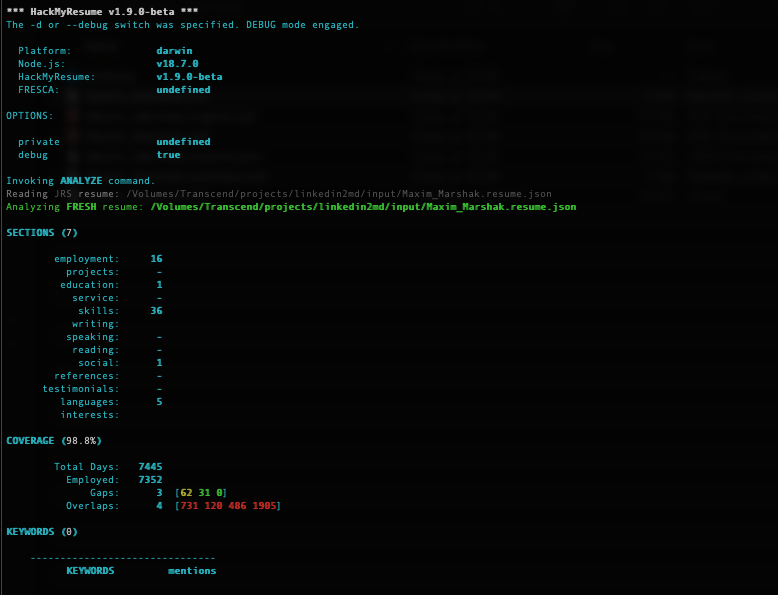 *** HackMyResume v1.9.0-beta ***
The -d or --debug switch was specified. DEBUG mode engaged.
Platform: darwin
Node.js: v18.7.0
HackMyResume: v1.9.0-beta
FRESCA: undefined
OPTIONS:
private undefined
debug true
Invoking ANALYZE command.
Reading JRS resume: /Volumes/Transcend/projects/linkedin2md/input/Maxim_Marshak.resume.json
Analyzing FRESH resume: /Volumes/Transcend/projects/linkedin2md/input/Maxim_Marshak.resume.json
SECTIONS (7)
employment: 16
projects: -
education: 1
service: -
skills: 36
writing:
speaking: -
reading: -
social: 1
references: -
testimonials: -
languages: 5
interests:
COVERAGE (98.8%)
Total Days: 7445
Employed: 7352
Gaps: 3 [62 31 0]
Overlaps: 4 [731 120 486 1905]
KEYWORDS (0)
-------------------------------
KEYWORDS mentions